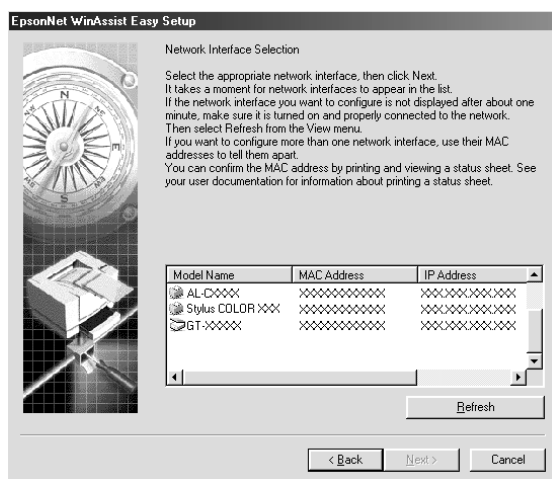 EpsonNet WinAssist Easy Setup
Network Interface Selection
Select the appropriate network interface, then click Next.
It takes a moment for network interfaces to appear in the list.
If the network interface you want to configure is not displayed after about one
minute, make sure it is turned on and properly connected to the network.
Then select Refresh from the View menu.
If you want to configure more than one network interface, use their MAC
addresses to tell them apart.
You can confirm the MAC address by printing and viewing a status sheet. See
your user documentation for information about printing a status sheet.
Model Name MAC Address IP Address
AL-CXXXX XXXXXXXXXXXX XXX.XXX.XXX.XXX
Stylus COLOR XXX XXXXXXXXXXXX XXX.XXX.XXX.XXX
GT-XXXXX XXXXXXXXXXXX XXX.XXX.XXX.XXX
Refresh
< Back Next > Cancel
N
NE
NW
E
W
S